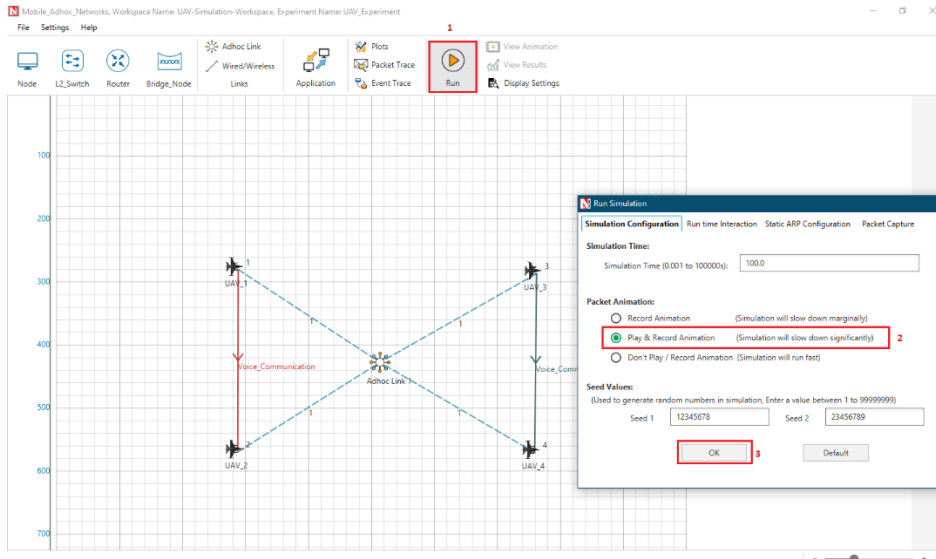 Mobile_Adhoc_Networks. Workspace Name: UAV-Simulation-Workspace. Experiment Name: UAV_Experiment
File Settings Help
1
Node
L2_Switch
Router
Bridge_Node
Adhoc Link
Wired/Wireless
Links
Application
Plots
Packet Trace
Event Trace
Run
View Animation
View Results
Display Settings
100
200
300
400
500
600
700
1
UAV_1
3
UAV_3
1
1
Voice_Communication
Adhoc Link 1
Voice_Com
1
1
2
UAV_2
4
UAV_4
Run Simulation
Simulation Configuration Run time Interaction Static ARP Configuration Packet Capture
Simulation Time:
Simulation Time (0.001 to 100000s): 100.0
Packet Animation:
Record Animation (Simulation will slow down marginally)
Play & Record Animation (Simulation will slow down significantly) 2
Don't Play / Record Animation (Simulation will run fast)
Seed Values:
(Used to generate random numbers in simulation, Enter a value between 1 to 99999999)
Seed 1 12345678 Seed 2 23456789
OK 3 Default